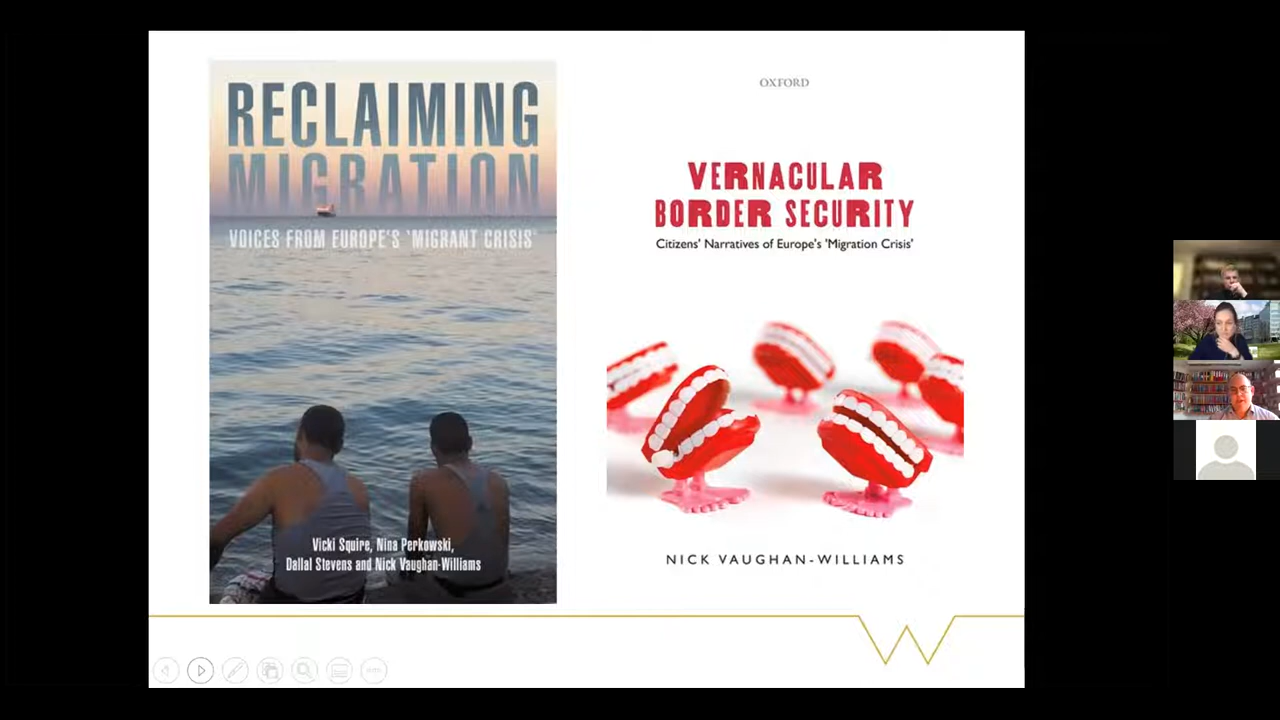 RECLAIMING
MIGRATION
VOICES FROM EUROPE'S 'MIGRANT CRISIS'
Vicki Squire, Nina Perkowski,
Dallal Stevens and Nick Vaughan-Williams
OXFORD
VERNACULAR
BORDER SECURITY
Citizens' Narratives of Europe's 'Migration Crisis'
NICK VAUGHAN-WILLIAMS